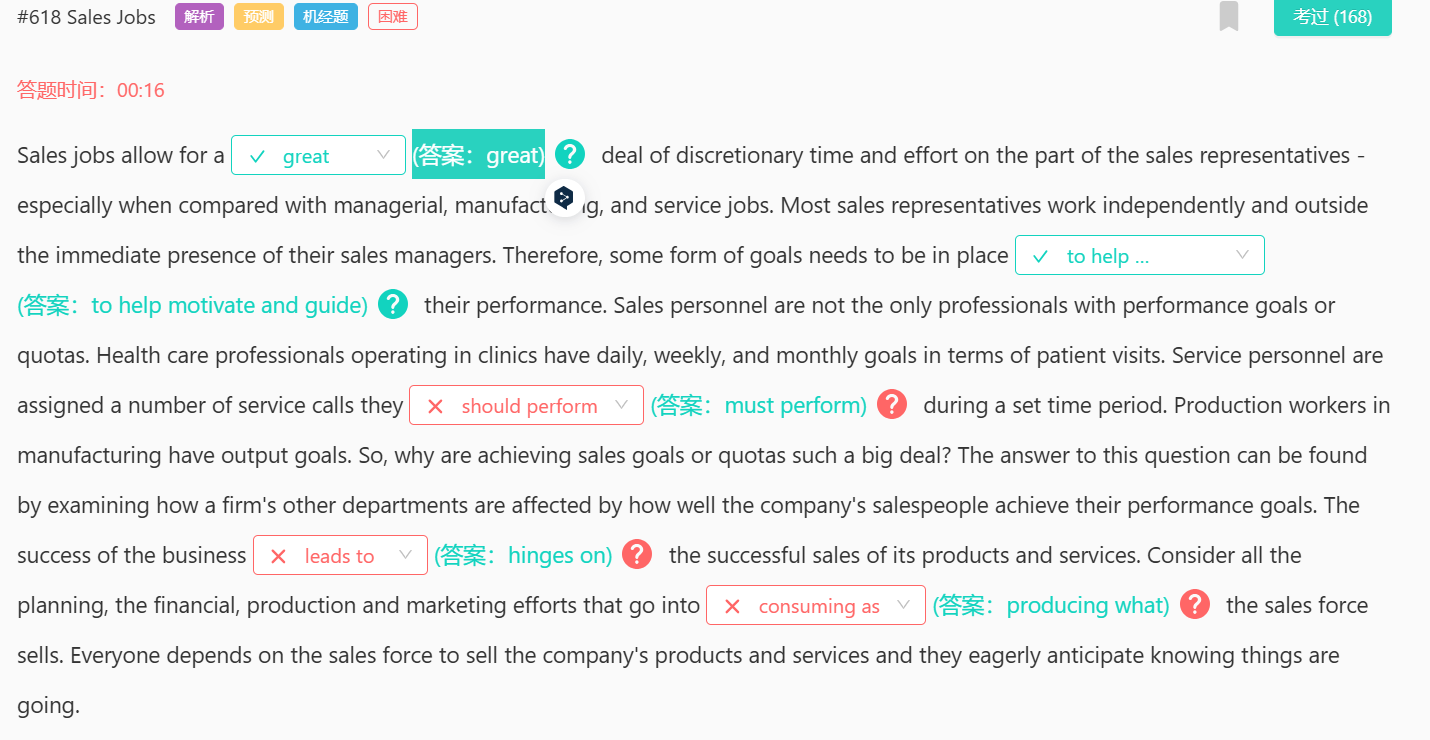 #618 Sales Jobs 解析 预测 机经题 困难 考过 (168)
答题时间：00:16
Sales jobs allow for a great (答案：great) ? deal of discretionary time and effort on the part of the sales representatives -
especially when compared with managerial, manufact g, and service jobs. Most sales representatives work independently and outside
the immediate presence of their sales managers. Therefore, some form of goals needs to be in place to help ...
(答案：to help motivate and guide) ? their performance. Sales personnel are not the only professionals with performance goals or
quotas. Health care professionals operating in clinics have daily, weekly, and monthly goals in terms of patient visits. Service personnel are
assigned a number of service calls they should perform (答案：must perform) ? during a set time period. Production workers in
manufacturing have output goals. So, why are achieving sales goals or quotas such a big deal? The answer to this question can be found
by examining how a firm's other departments are affected by how well the company's salespeople achieve their performance goals. The
success of the business leads to (答案：hinges on) ? the successful sales of its products and services. Consider all the
planning, the financial, production and marketing efforts that go into consuming as (答案：producing what) ? the sales force
sells. Everyone depends on the sales force to sell the company's products and services and they eagerly anticipate knowing things are
going.